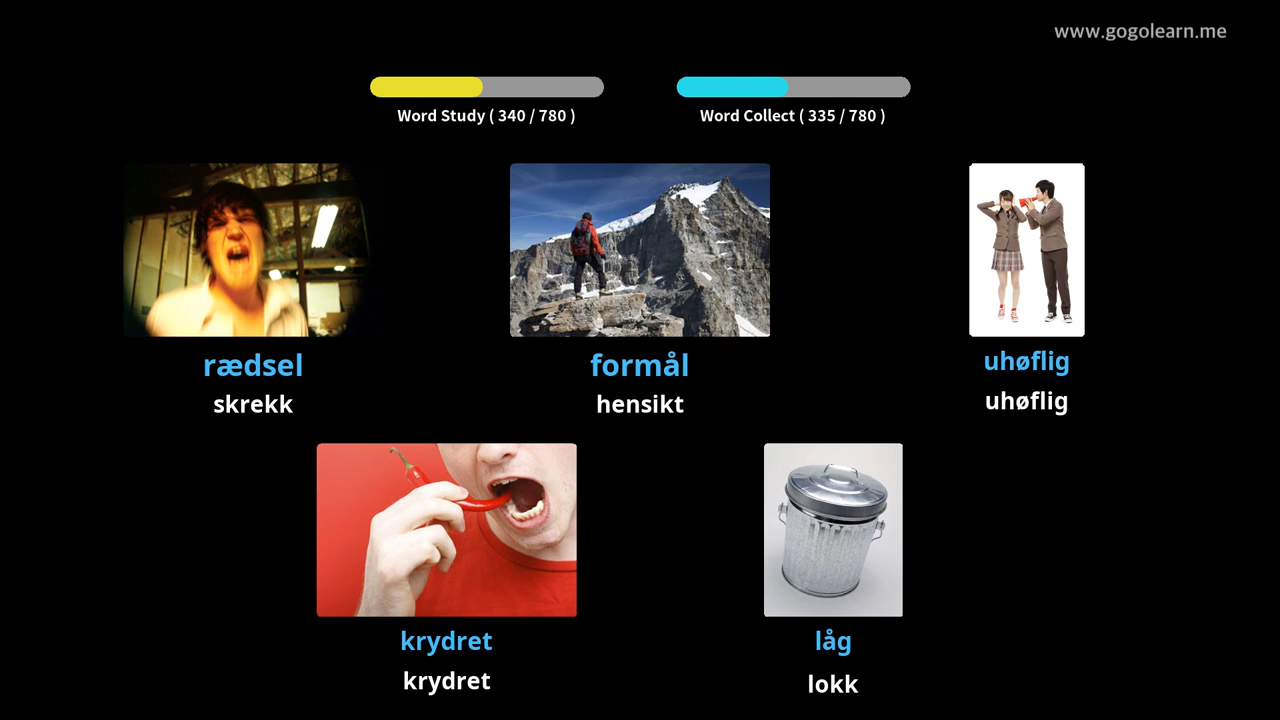 www.gogolearn.me
Word Study ( 340 / 780 )
Word Collect ( 335 / 780 )
rædsel
skrekk
formål
hensikt
uhøflig
uhøflig
krydret
krydret
låg
lokk